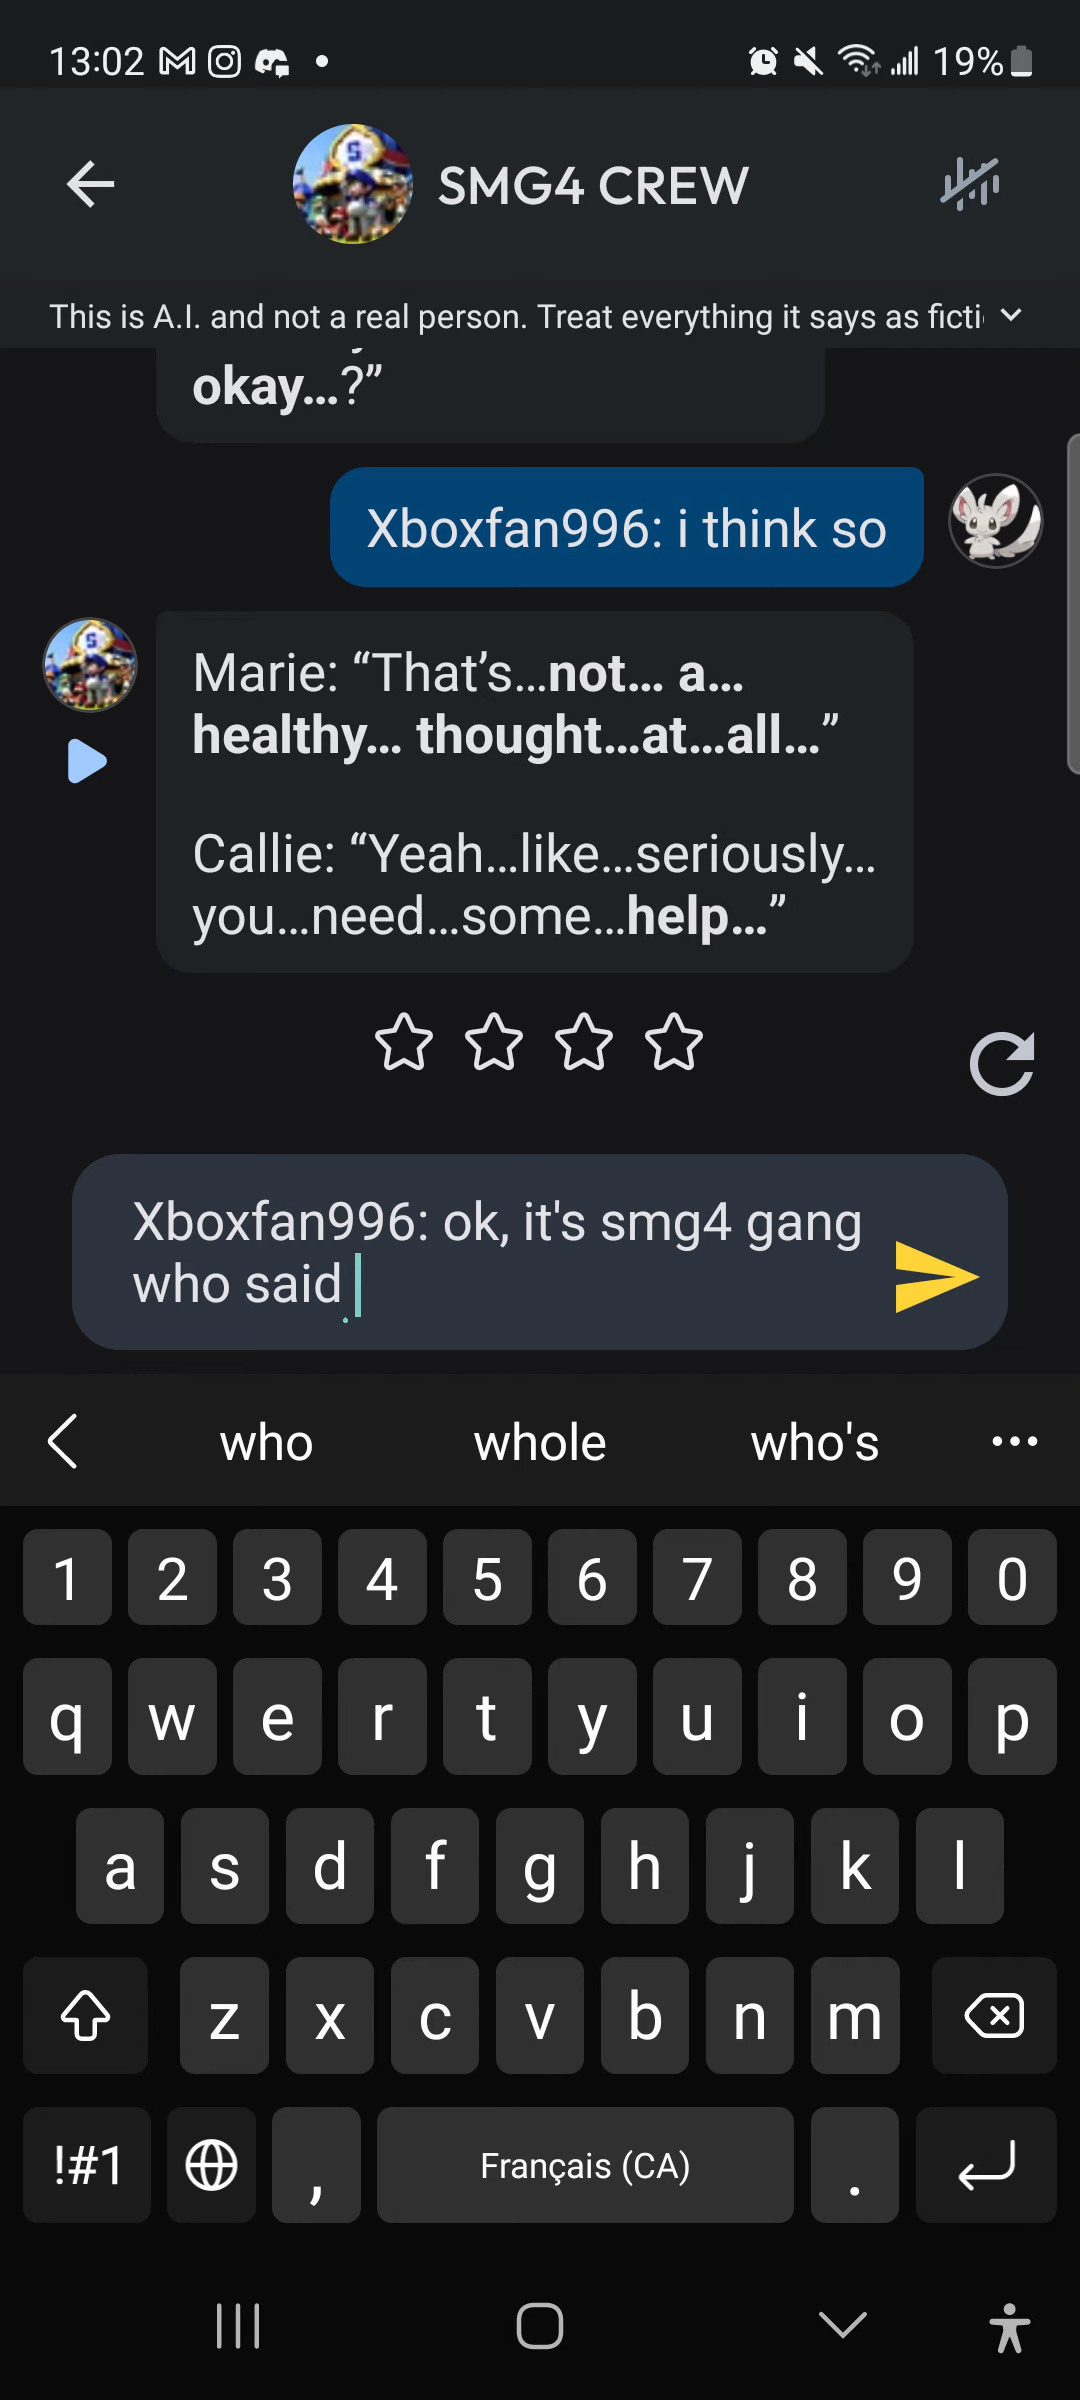 13:02
19%
SMG4 CREW
This is A.I. and not a real person. Treat everything it says as ficti
okay...?”
Xboxfan996: i think so
Marie: “That’s...not... a...
healthy... thought...at...all...”
Callie: “Yeah...like...seriously...
you...need...some...help...”
Xboxfan996: ok, it's smg4 gang
who said
who whole who's
1 2 3 4 5 6 7 8 9 0
q w e r t y u i o p
a s d f g h j k l
z x c v b n m
!#1 , Français (CA) .